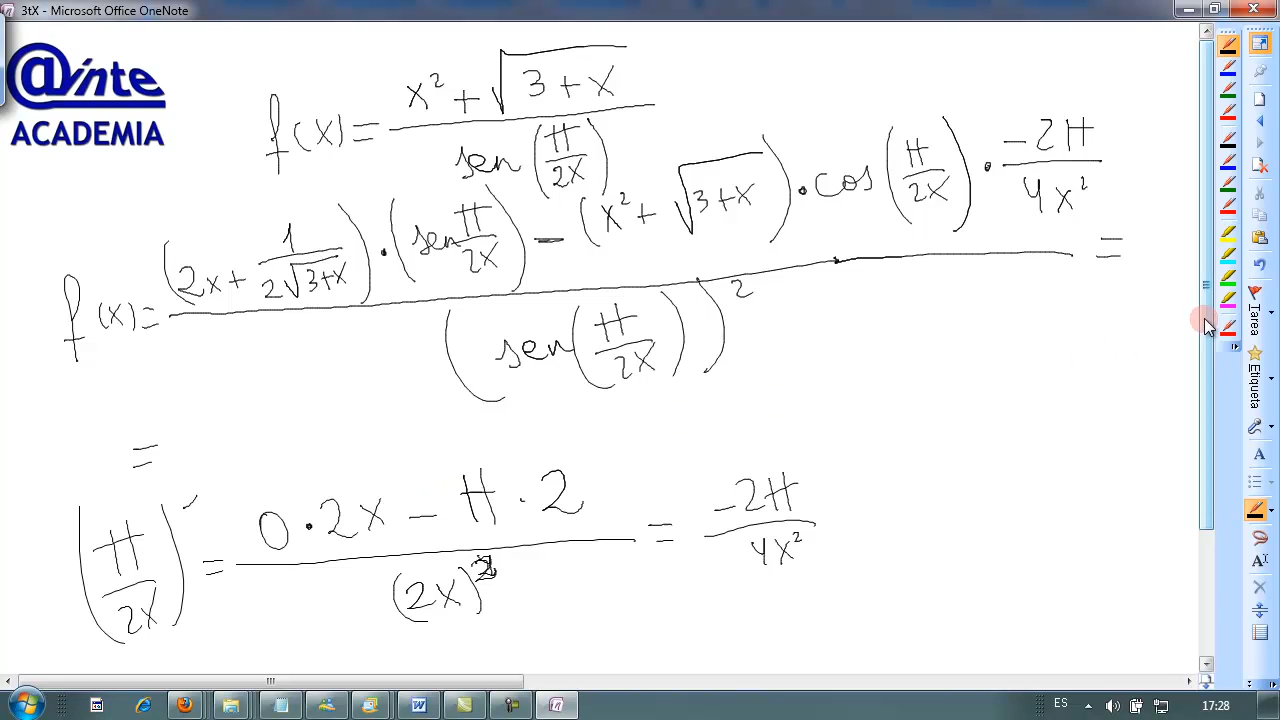 3tX - Microsoft Office OneNote
@inte
ACADEMIA
f(x) = (x² + √(3+x)) / sen(π/2x)
f(x) = ((2x + 1/(2√(3+x))) · (sen π/2x) - (x² + √(3+x)) · cos(π/2x) · -2π/4x²) / (sen(π/2x))² =
=
(π/2x)' = (0 · 2x - π · 2) / (2x)² = -2π/4x²
Tarea
Etiqueta
A
A
ES
17:28